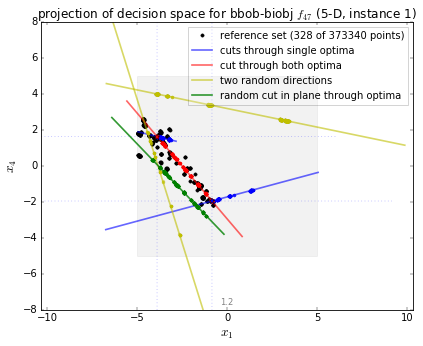 projection of decision space for bbob-biobj f₄₇ (5-D, instance 1)
reference set (328 of 373340 points)
cuts through single optima
cut through both optima
two random directions
random cut in plane through optima
8
6
4
2
0
−2
−4
−6
−8
x₄
1.2
−10
−5
0
5
10
x₁